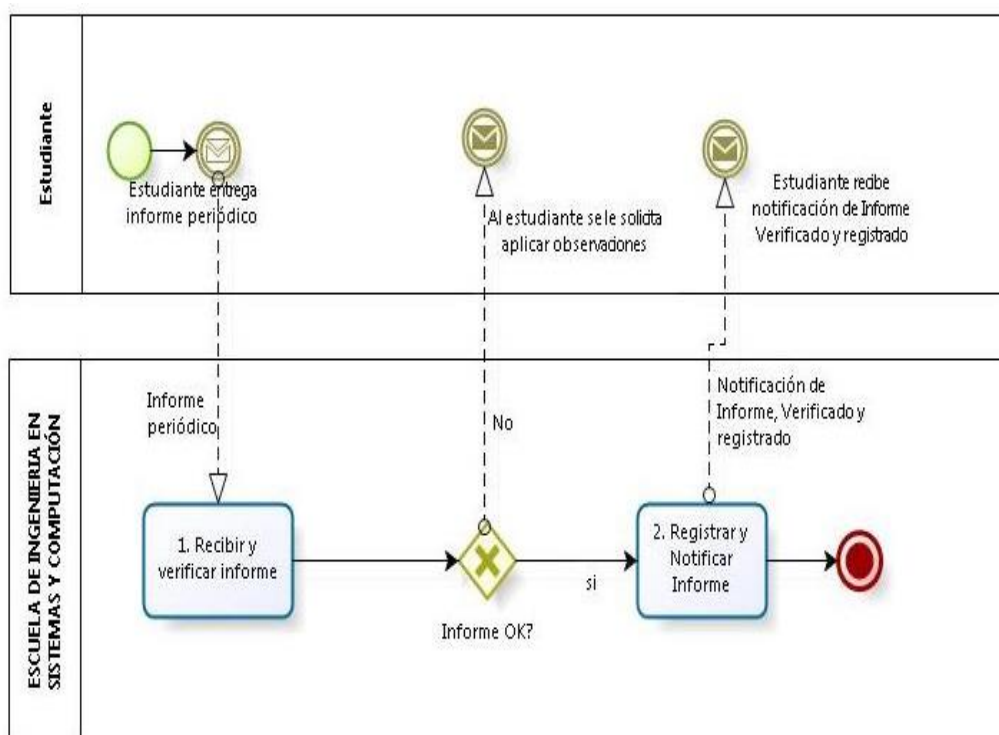 Estudiante
Estudiante entrega
informe periódico
Al estudiante se le solicita
aplicar observaciones
Estudiante recibe
notificación de Informe
Verificado y registrado
ESCUELA DE INGENIERIA EN
SISTEMAS Y COMPUTACIÓN
Informe
periódico
No
Notificación de
Informe, Verificado y
registrado
1. Recibir y
verificar informe
Informe OK?
si
2. Registrar y
Notificar
Informe